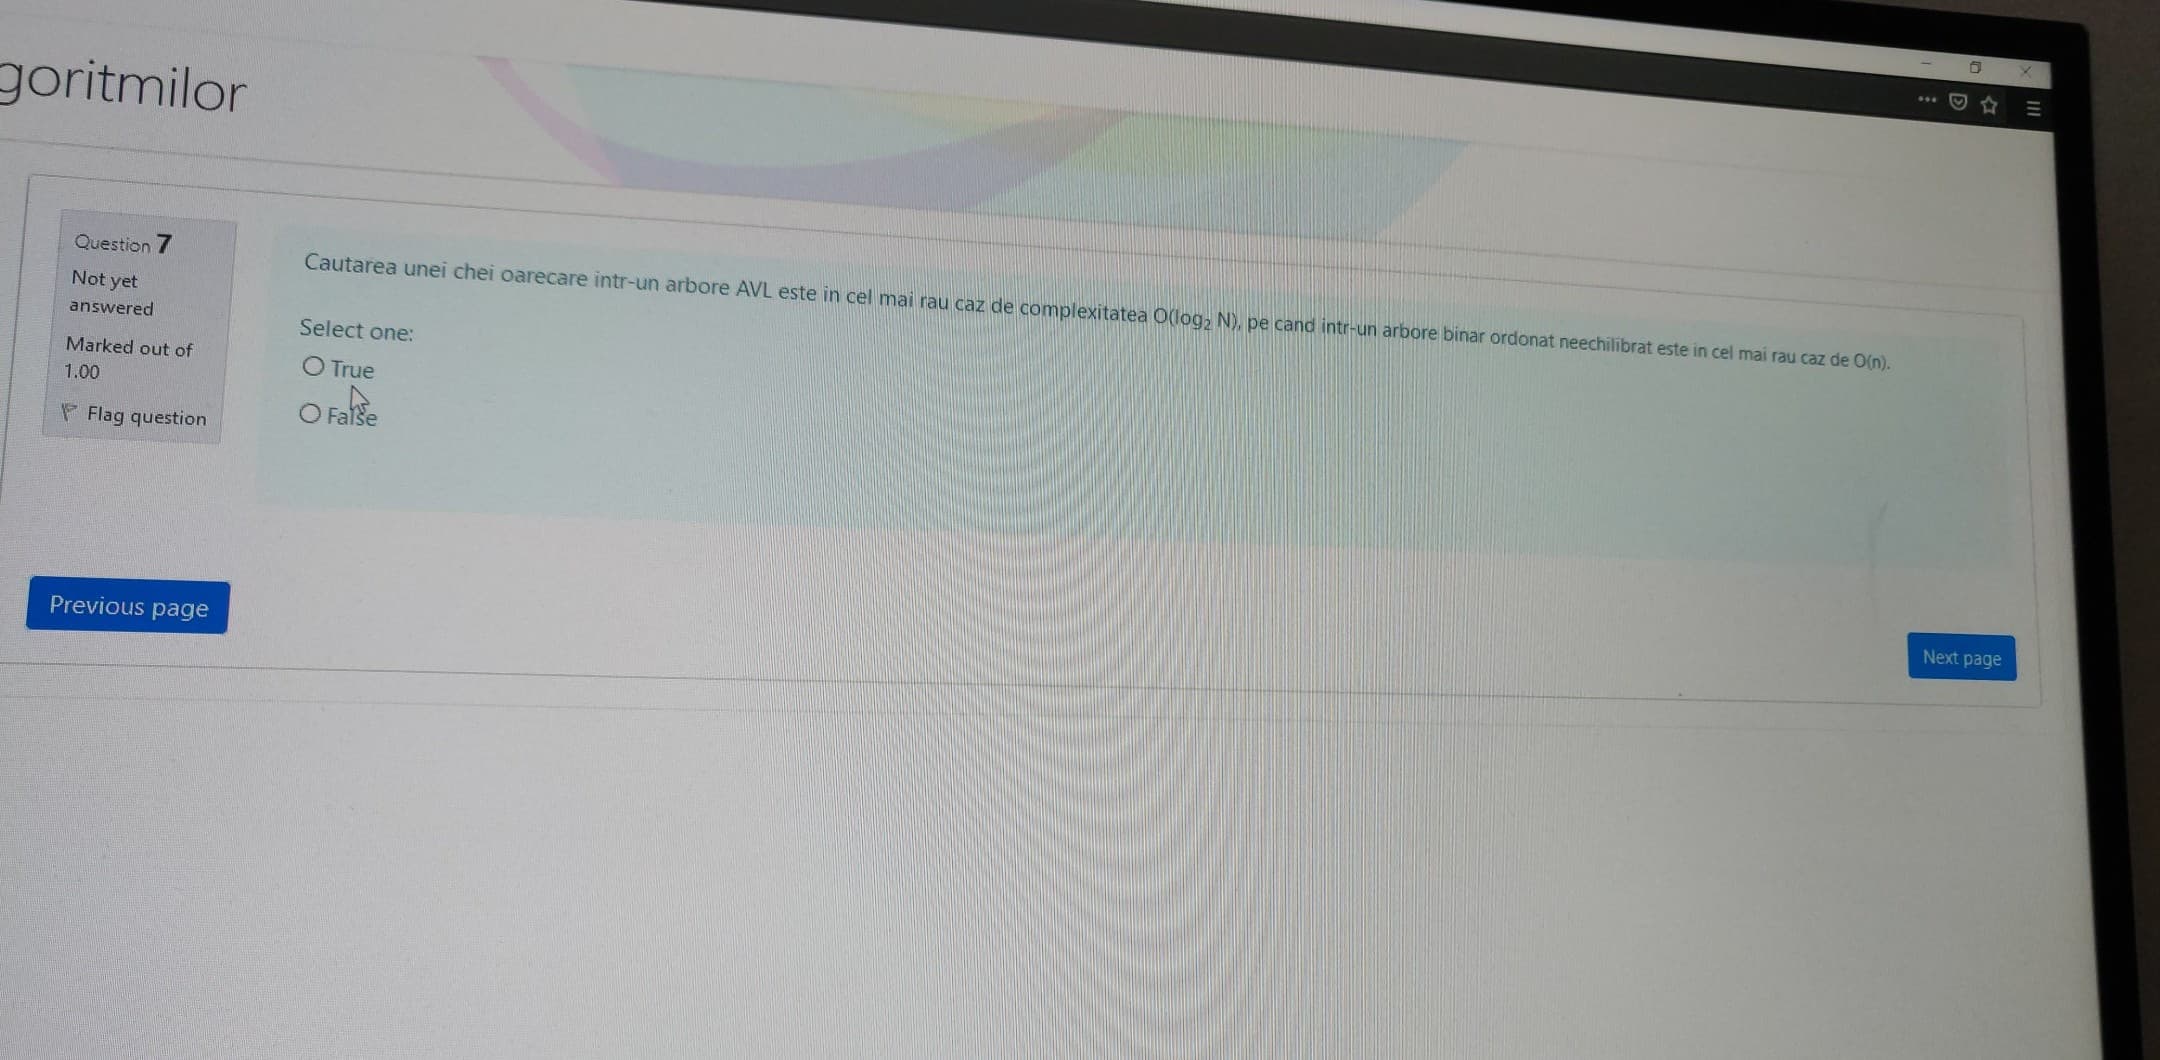 goritmilor
Question 7
Not yet
answered
Marked out of
1.00
Flag question
Cautarea unei chei oarecare intr-un arbore AVL este in cel mai rau caz de complexitatea O(log₂ N), pe cand intr-un arbore binar ordonat neechilibrat este in cel mai rau caz de O(n).
Select one:
True
False
Previous page
Next page